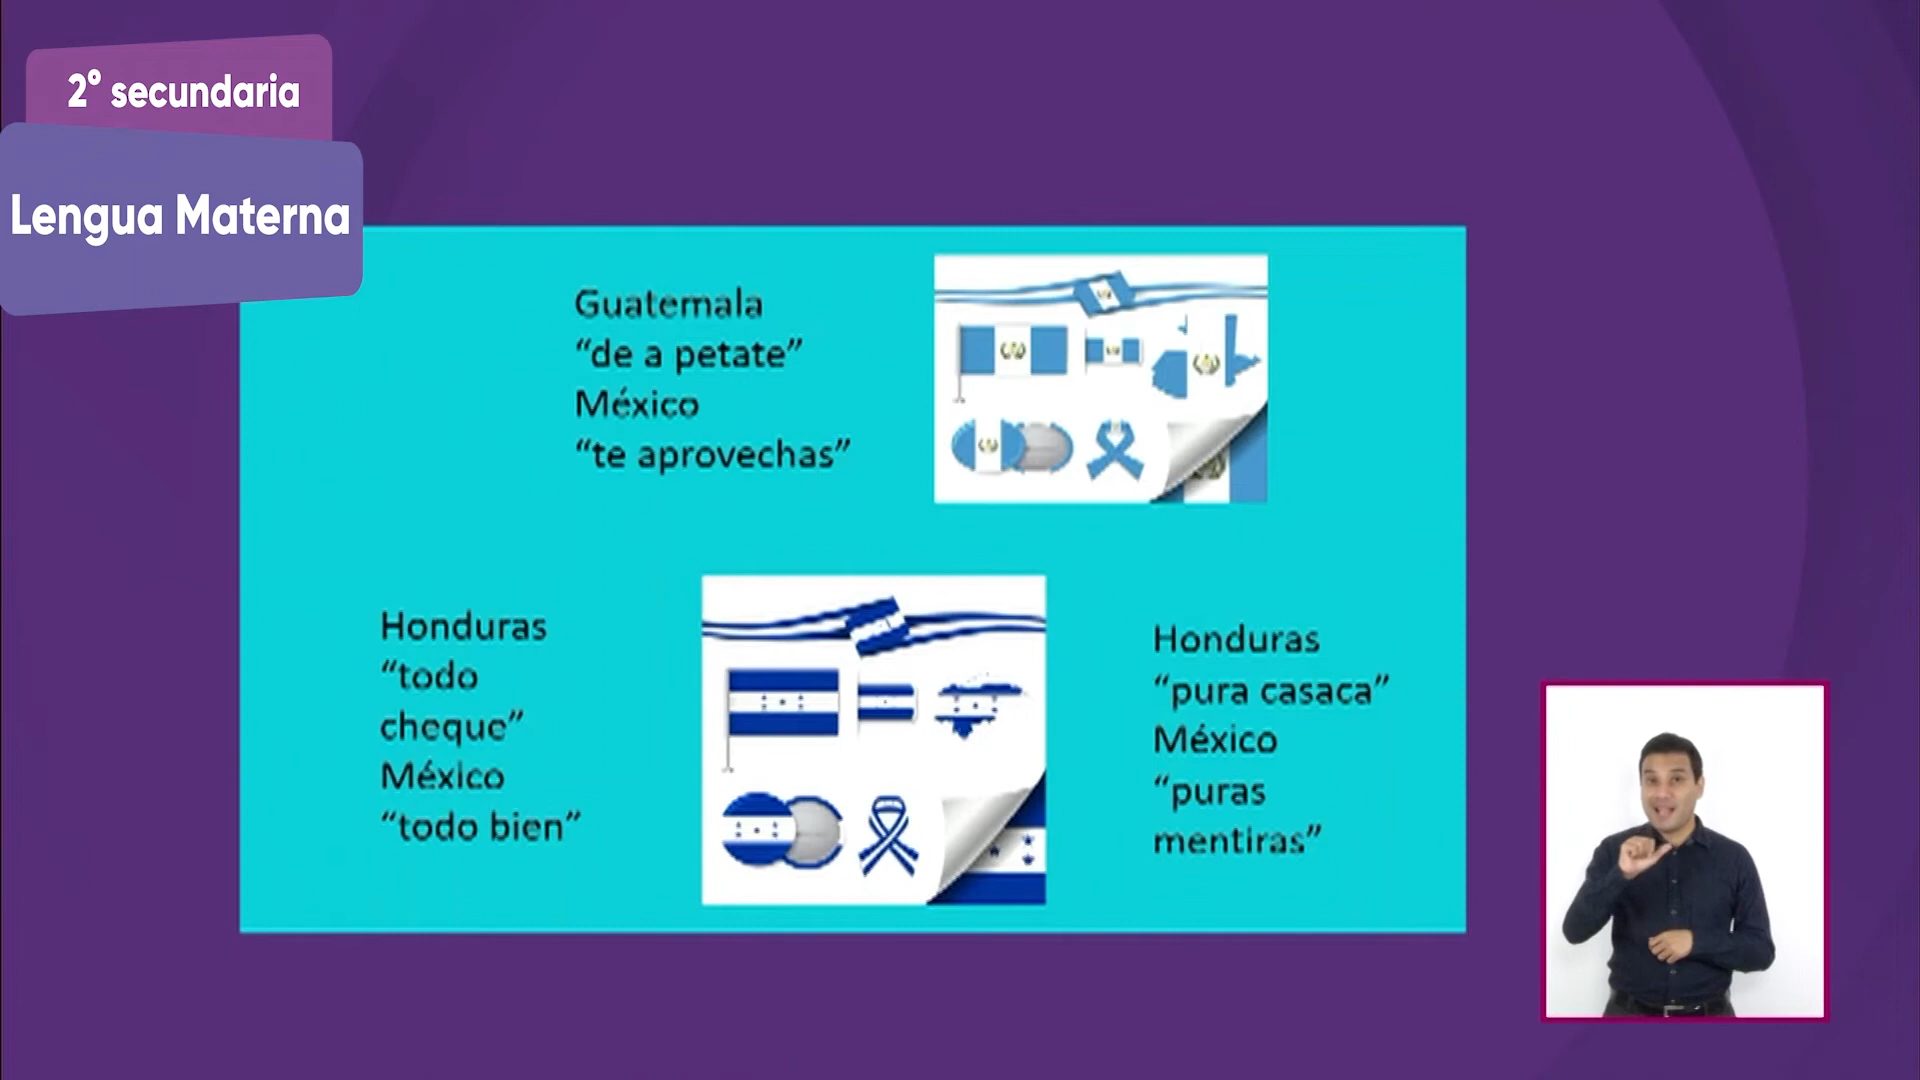 2° secundaria
Lengua Materna
Guatemala
“de a petate”
México
“te aprovechas”
Honduras
“todo
cheque”
México
“todo bien”
Honduras
“pura casaca”
México
“puras
mentiras”